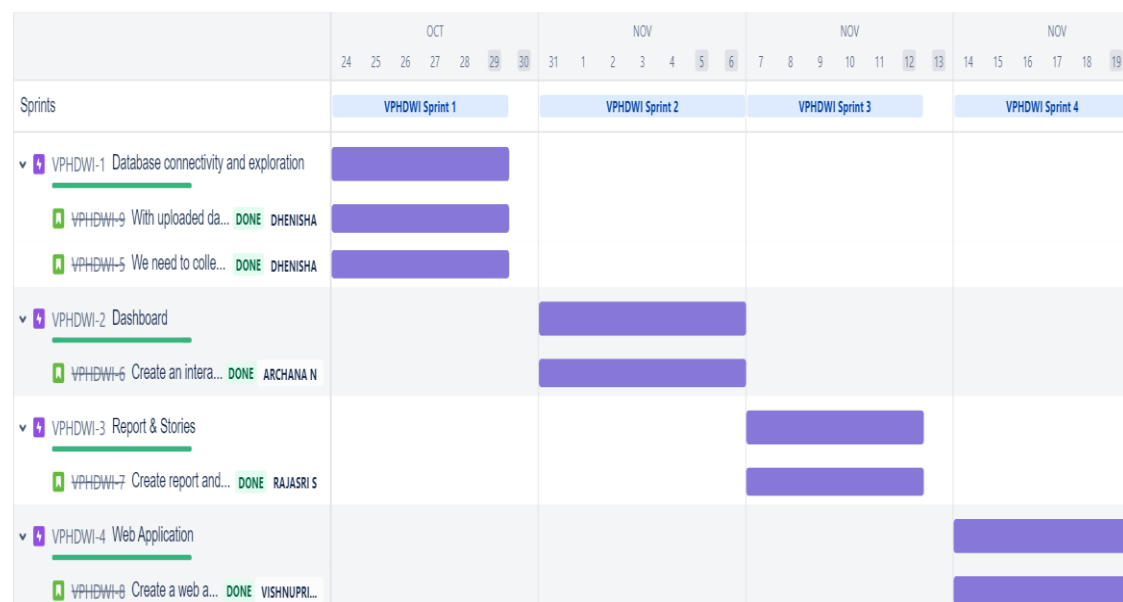 OCT NOV NOV NOV
24 25 26 27 28 29 30 31 1 2 3 4 5 6 7 8 9 10 11 12 13 14 15 16 17 18 19
Sprints VPHDWI Sprint 1 VPHDWI Sprint 2 VPHDWI Sprint 3 VPHDWI Sprint 4
VPHDWI-1 Database connectivity and exploration
VPHDWI-9 With uploaded da... DONE DHENISHA
VPHDWI-5 We need to colle... DONE DHENISHA
VPHDWI-2 Dashboard
VPHDWI-6 Create an intera... DONE ARCHANA N
VPHDWI-3 Report & Stories
VPHDWI-7 Create report and... DONE RAJASRI S
VPHDWI-4 Web Application
VPHDWI-8 Create a web a... DONE VISHNUPRI...